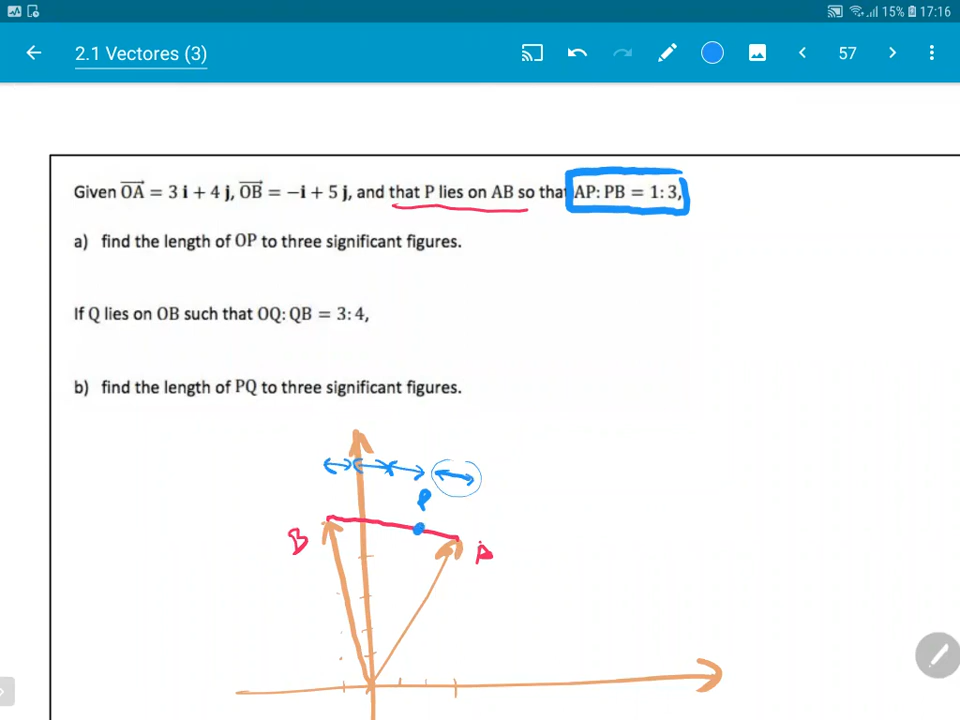 15% 17:16
2.1 Vectores (3)
57
Given OA = 3 i + 4 j, OB = −i + 5 j, and that P lies on AB so that AP: PB = 1: 3,
a) find the length of OP to three significant figures.
If Q lies on OB such that OQ: QB = 3: 4,
b) find the length of PQ to three significant figures.
P
B
A